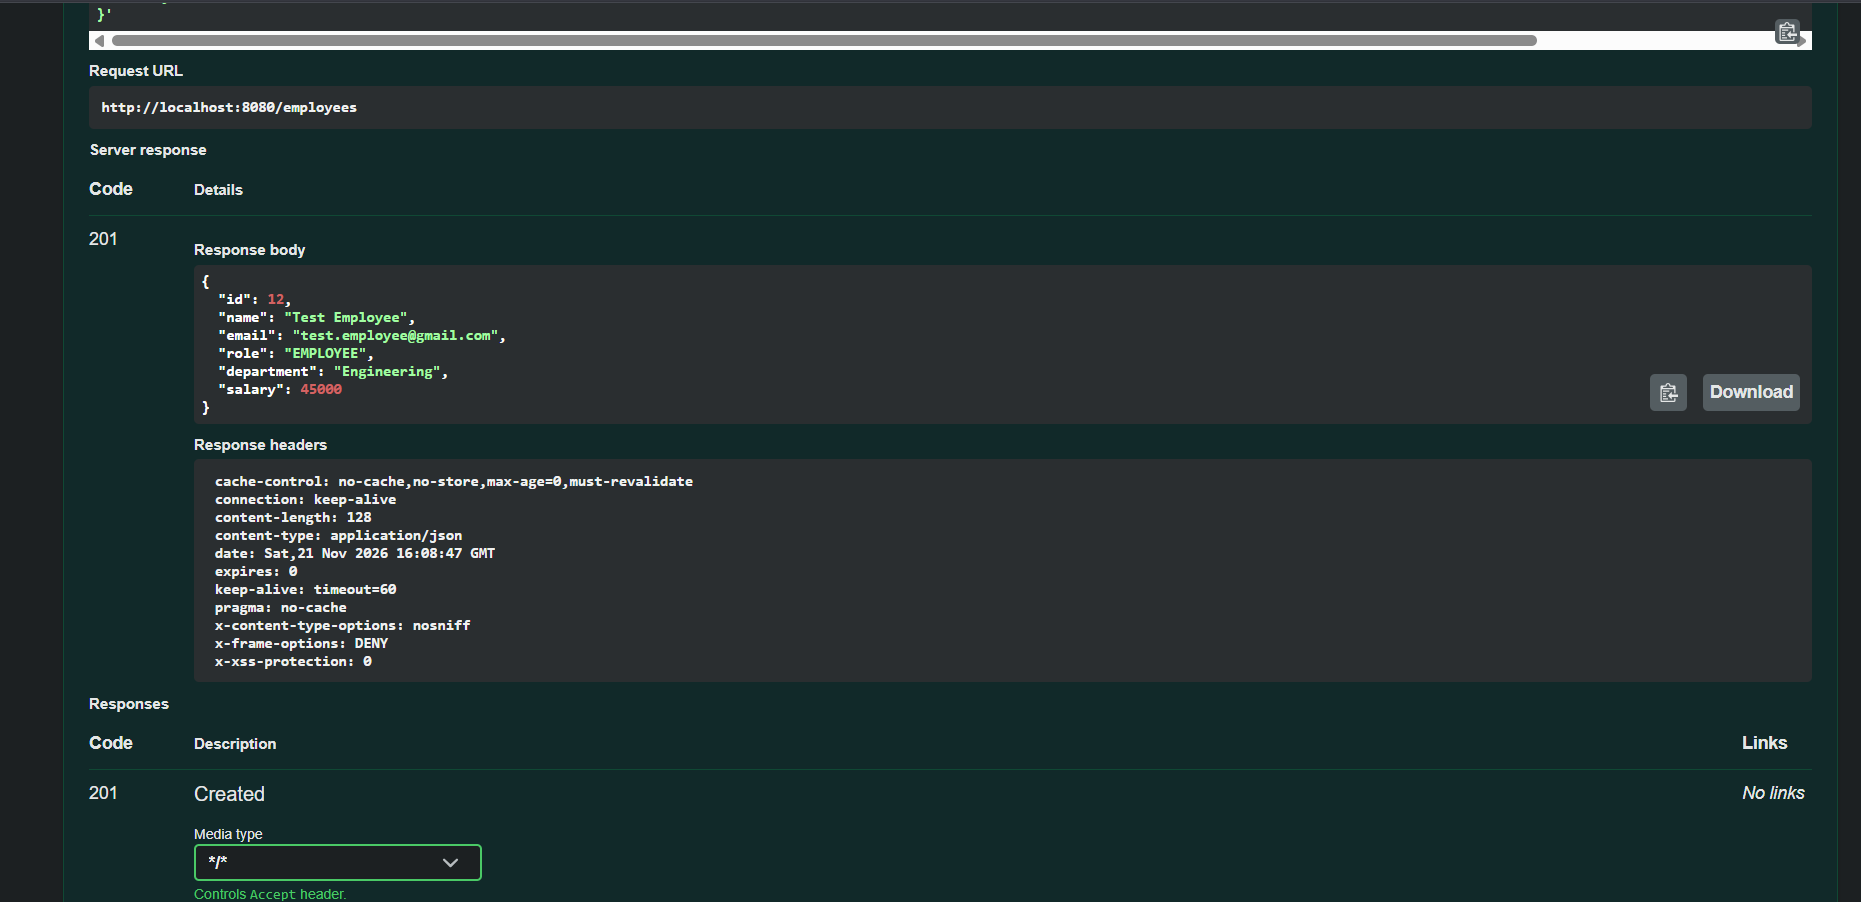 }'
Request URL
http://localhost:8080/employees
Server response
Code Details
201
Response body
{
  "id": 12,
  "name": "Test Employee",
  "email": "test.employee@gmail.com",
  "role": "EMPLOYEE",
  "department": "Engineering",
  "salary": 45000
}
Download
Response headers
cache-control: no-cache,no-store,max-age=0,must-revalidate
connection: keep-alive
content-length: 128
content-type: application/json
date: Sat,21 Nov 2026 16:08:47 GMT
expires: 0
keep-alive: timeout=60
pragma: no-cache
x-content-type-options: nosniff
x-frame-options: DENY
x-xss-protection: 0
Responses
Code Description Links
201 Created No links
Media type
*/*
Controls Accept header.